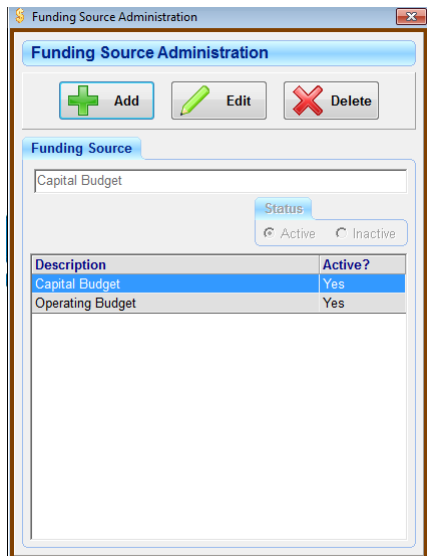 Funding Source Administration
Funding Source Administration
Add Edit Delete
Funding Source
Capital Budget
Status
Active Inactive
Description Active?
Capital Budget Yes
Operating Budget Yes